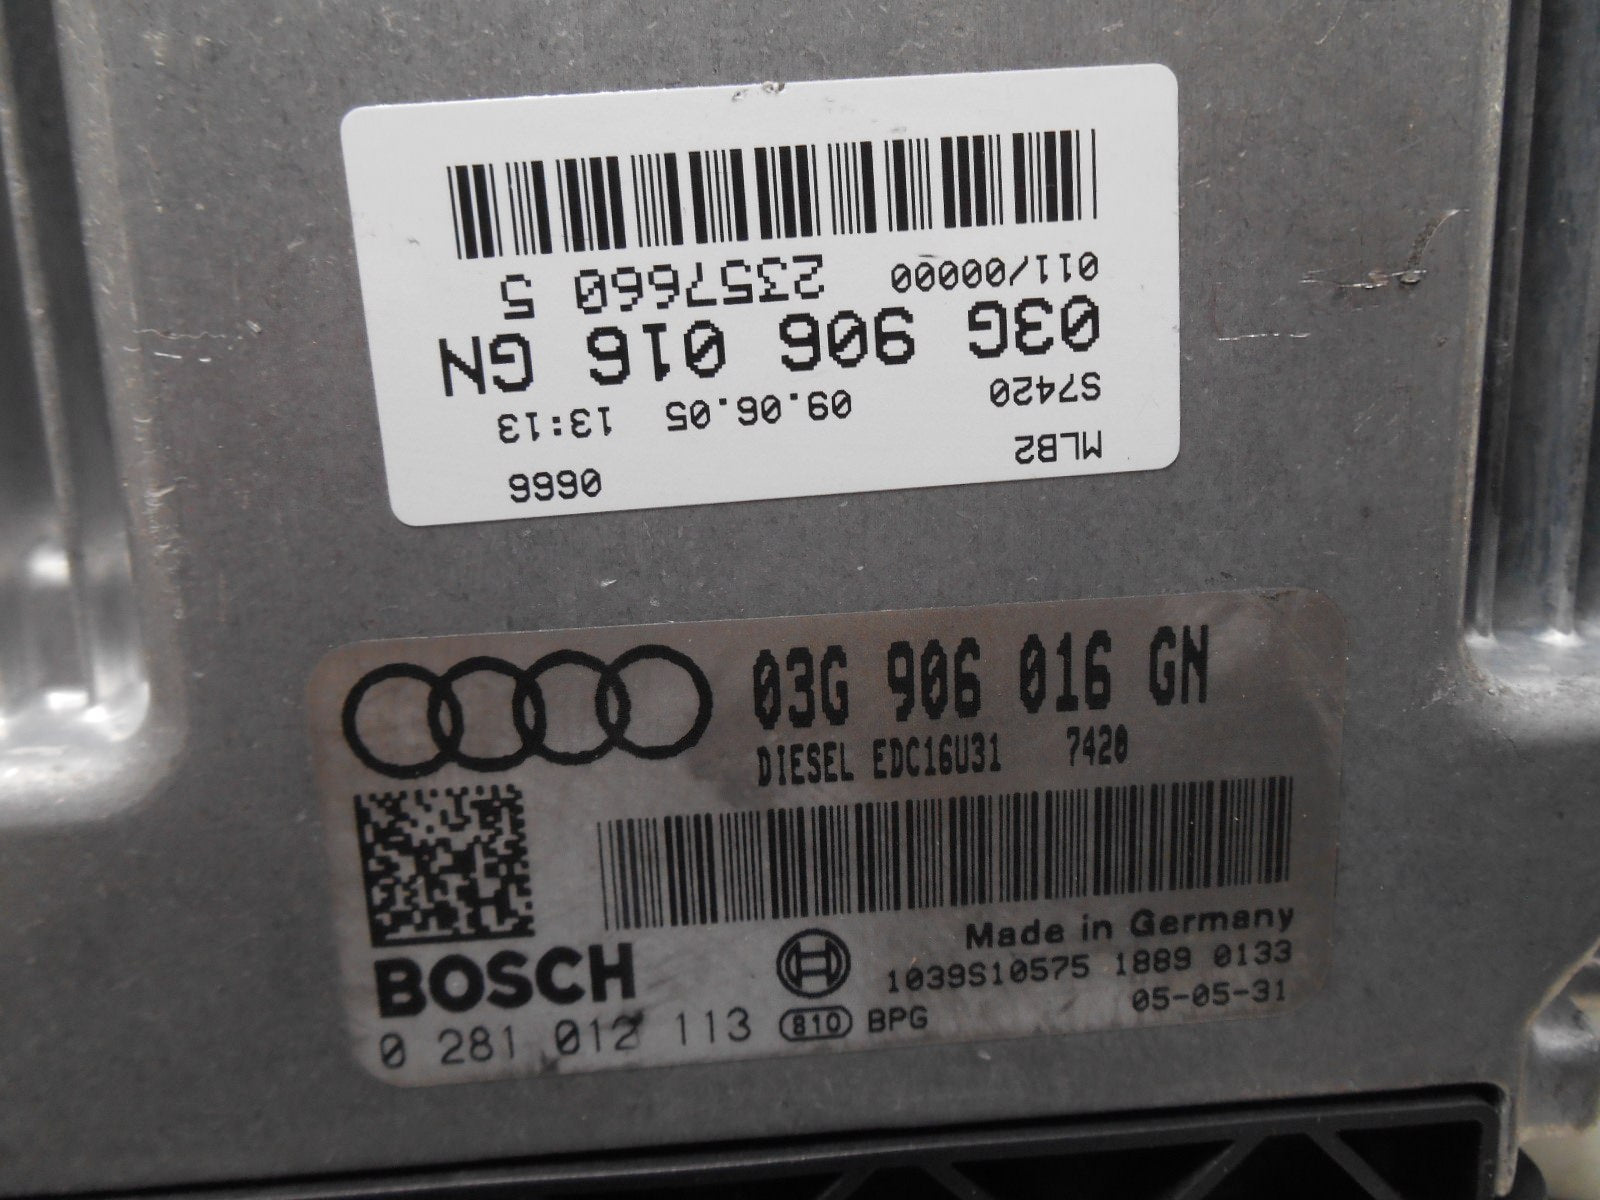 MLB2 0666
S7420 09.06.05 13:13
03G 906 016 GN
011/00000 2357660 5
03G 906 016 GN
DIESEL EDC16U31 7420
Made in Germany
BOSCH
1039S10575 1889 0133
0 281 012 113 810 BPG 05-05-31